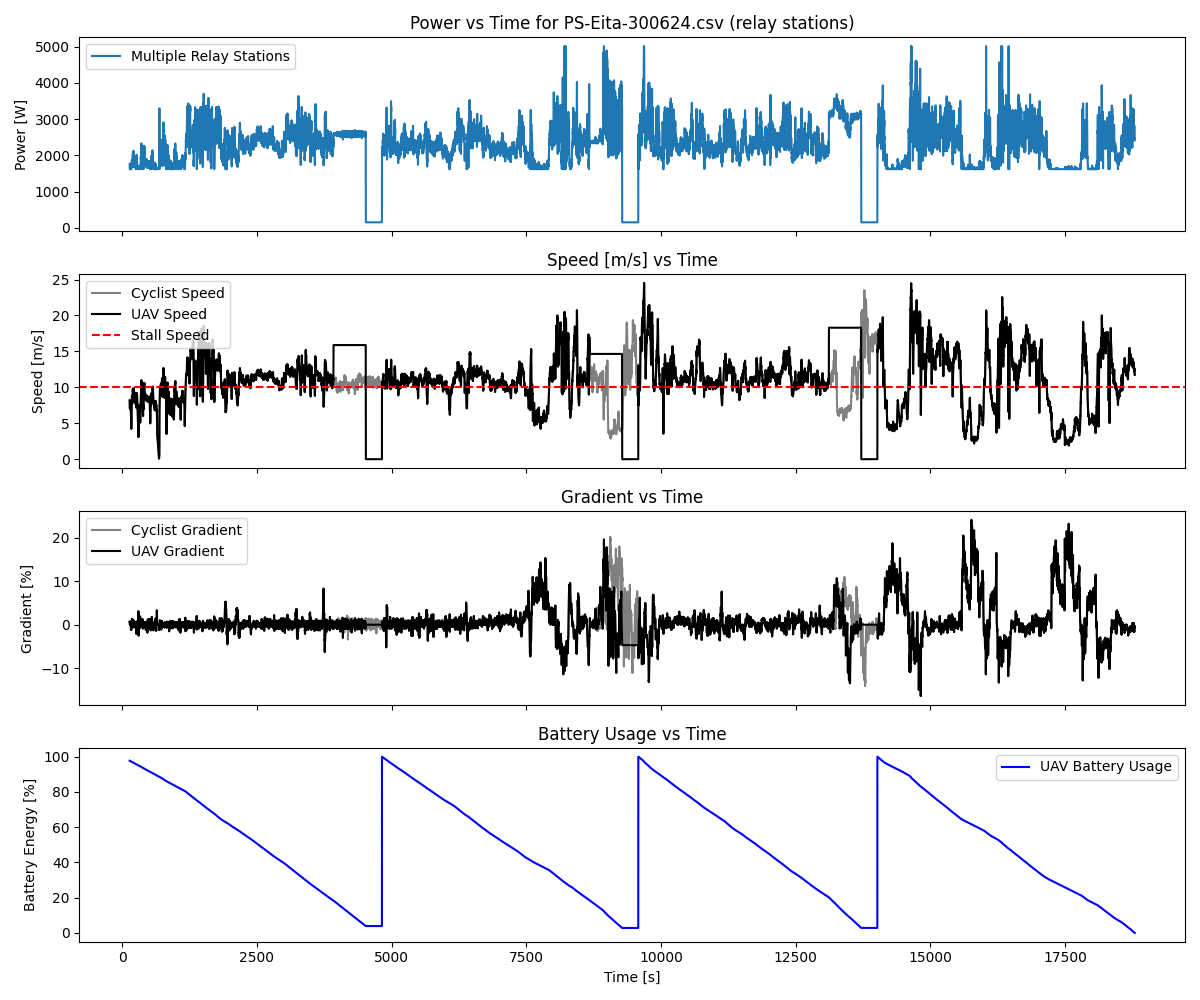 Power vs Time for PS-Eita-300624.csv (relay stations)
Power [W]
5000
4000
3000
2000
1000
0
Multiple Relay Stations
Speed [m/s] vs Time
Speed [m/s]
25
20
15
10
5
0
Cyclist Speed
UAV Speed
Stall Speed
Gradient vs Time
Gradient [%]
20
10
0
−10
Cyclist Gradient
UAV Gradient
Battery Usage vs Time
Battery Energy [%]
100
80
60
40
20
0
UAV Battery Usage
0 2500 5000 7500 10000 12500 15000 17500
Time [s]